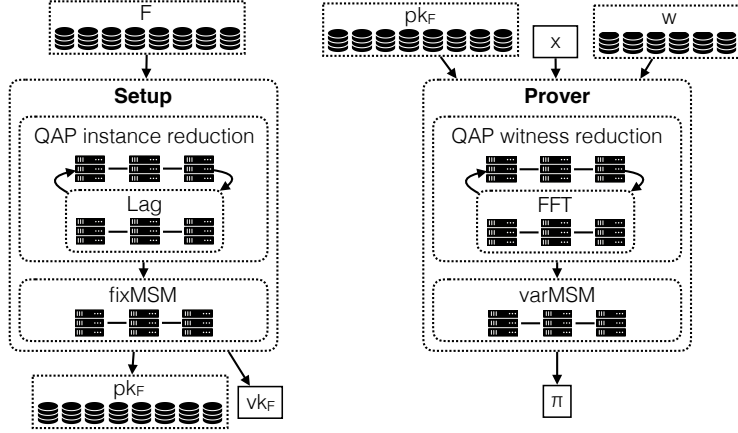 F
Setup
QAP instance reduction
Lag
fixMSM
pkF
vkF
pkF
x
w
Prover
QAP witness reduction
FFT
varMSM
π